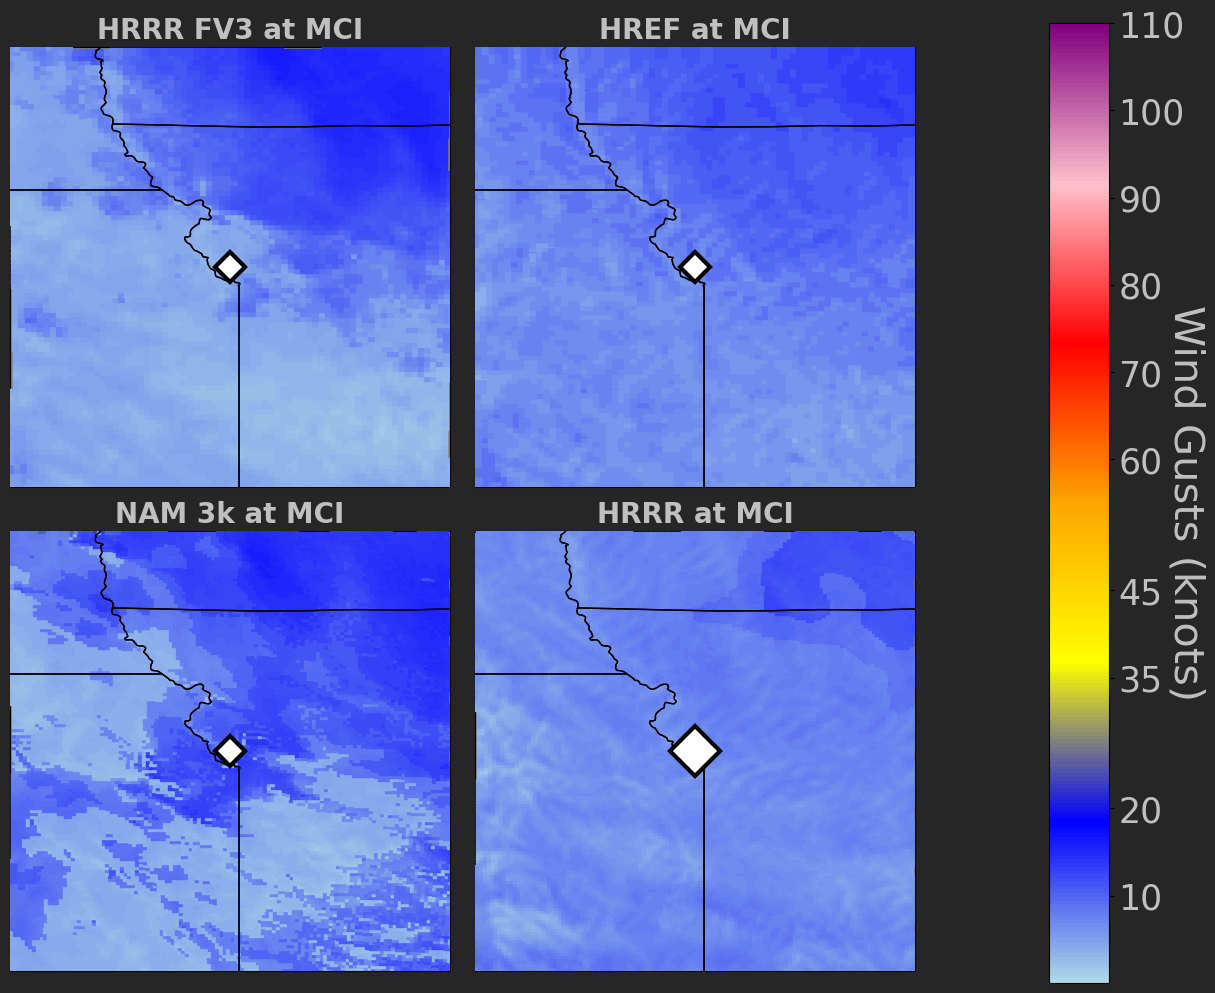 HRRR FV3 at MCI
HREF at MCI
NAM 3k at MCI
HRRR at MCI
110
100
90
80
70
60
45
35
20
10
Wind Gusts (knots)